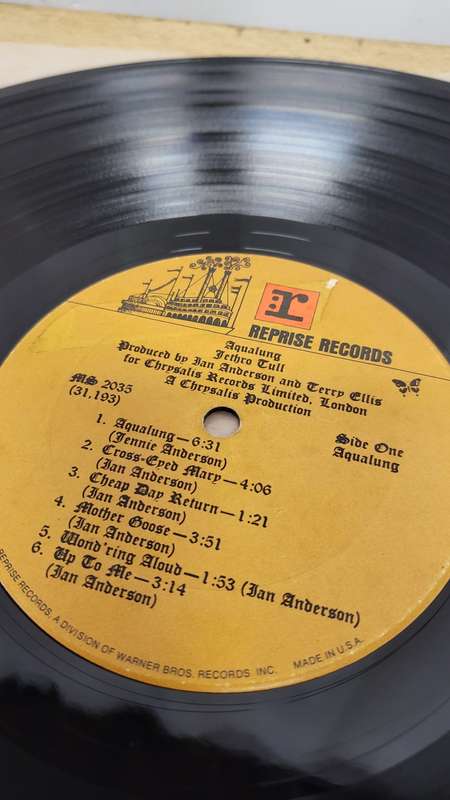 r
REPRISE RECORDS
Aqualung
Jethro Tull
Produced by Ian Anderson and Terry Ellis
for Chrysalis Records Limited, London
A Chrysalis Production
MS 2035
(31,193)
Side One
Aqualung
1. Aqualung—6:31
(Jennie Anderson)
2. Cross-Eyed Mary—4:06
(Ian Anderson)
3. Cheap Day Return—1:21
(Ian Anderson)
4. Mother Goose—3:51
(Ian Anderson)
5. Wond'ring Aloud—1:53 (Ian Anderson)
6. Up To Me—3:14
(Ian Anderson)
REPRISE RECORDS, A DIVISION OF WARNER BROS. RECORDS INC. MADE IN U.S.A.